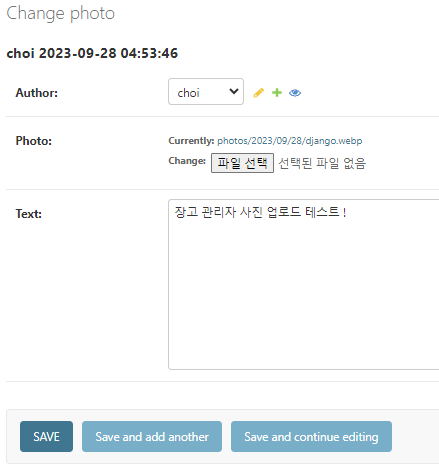 Change photo
choi 2023-09-28 04:53:46
Author: choi
Photo: Currently: photos/2023/09/28/django.webp
Change: 파일 선택 선택된 파일 없음
Text: 장고 관리자 사진 업로드 테스트 !
SAVE Save and add another Save and continue editing